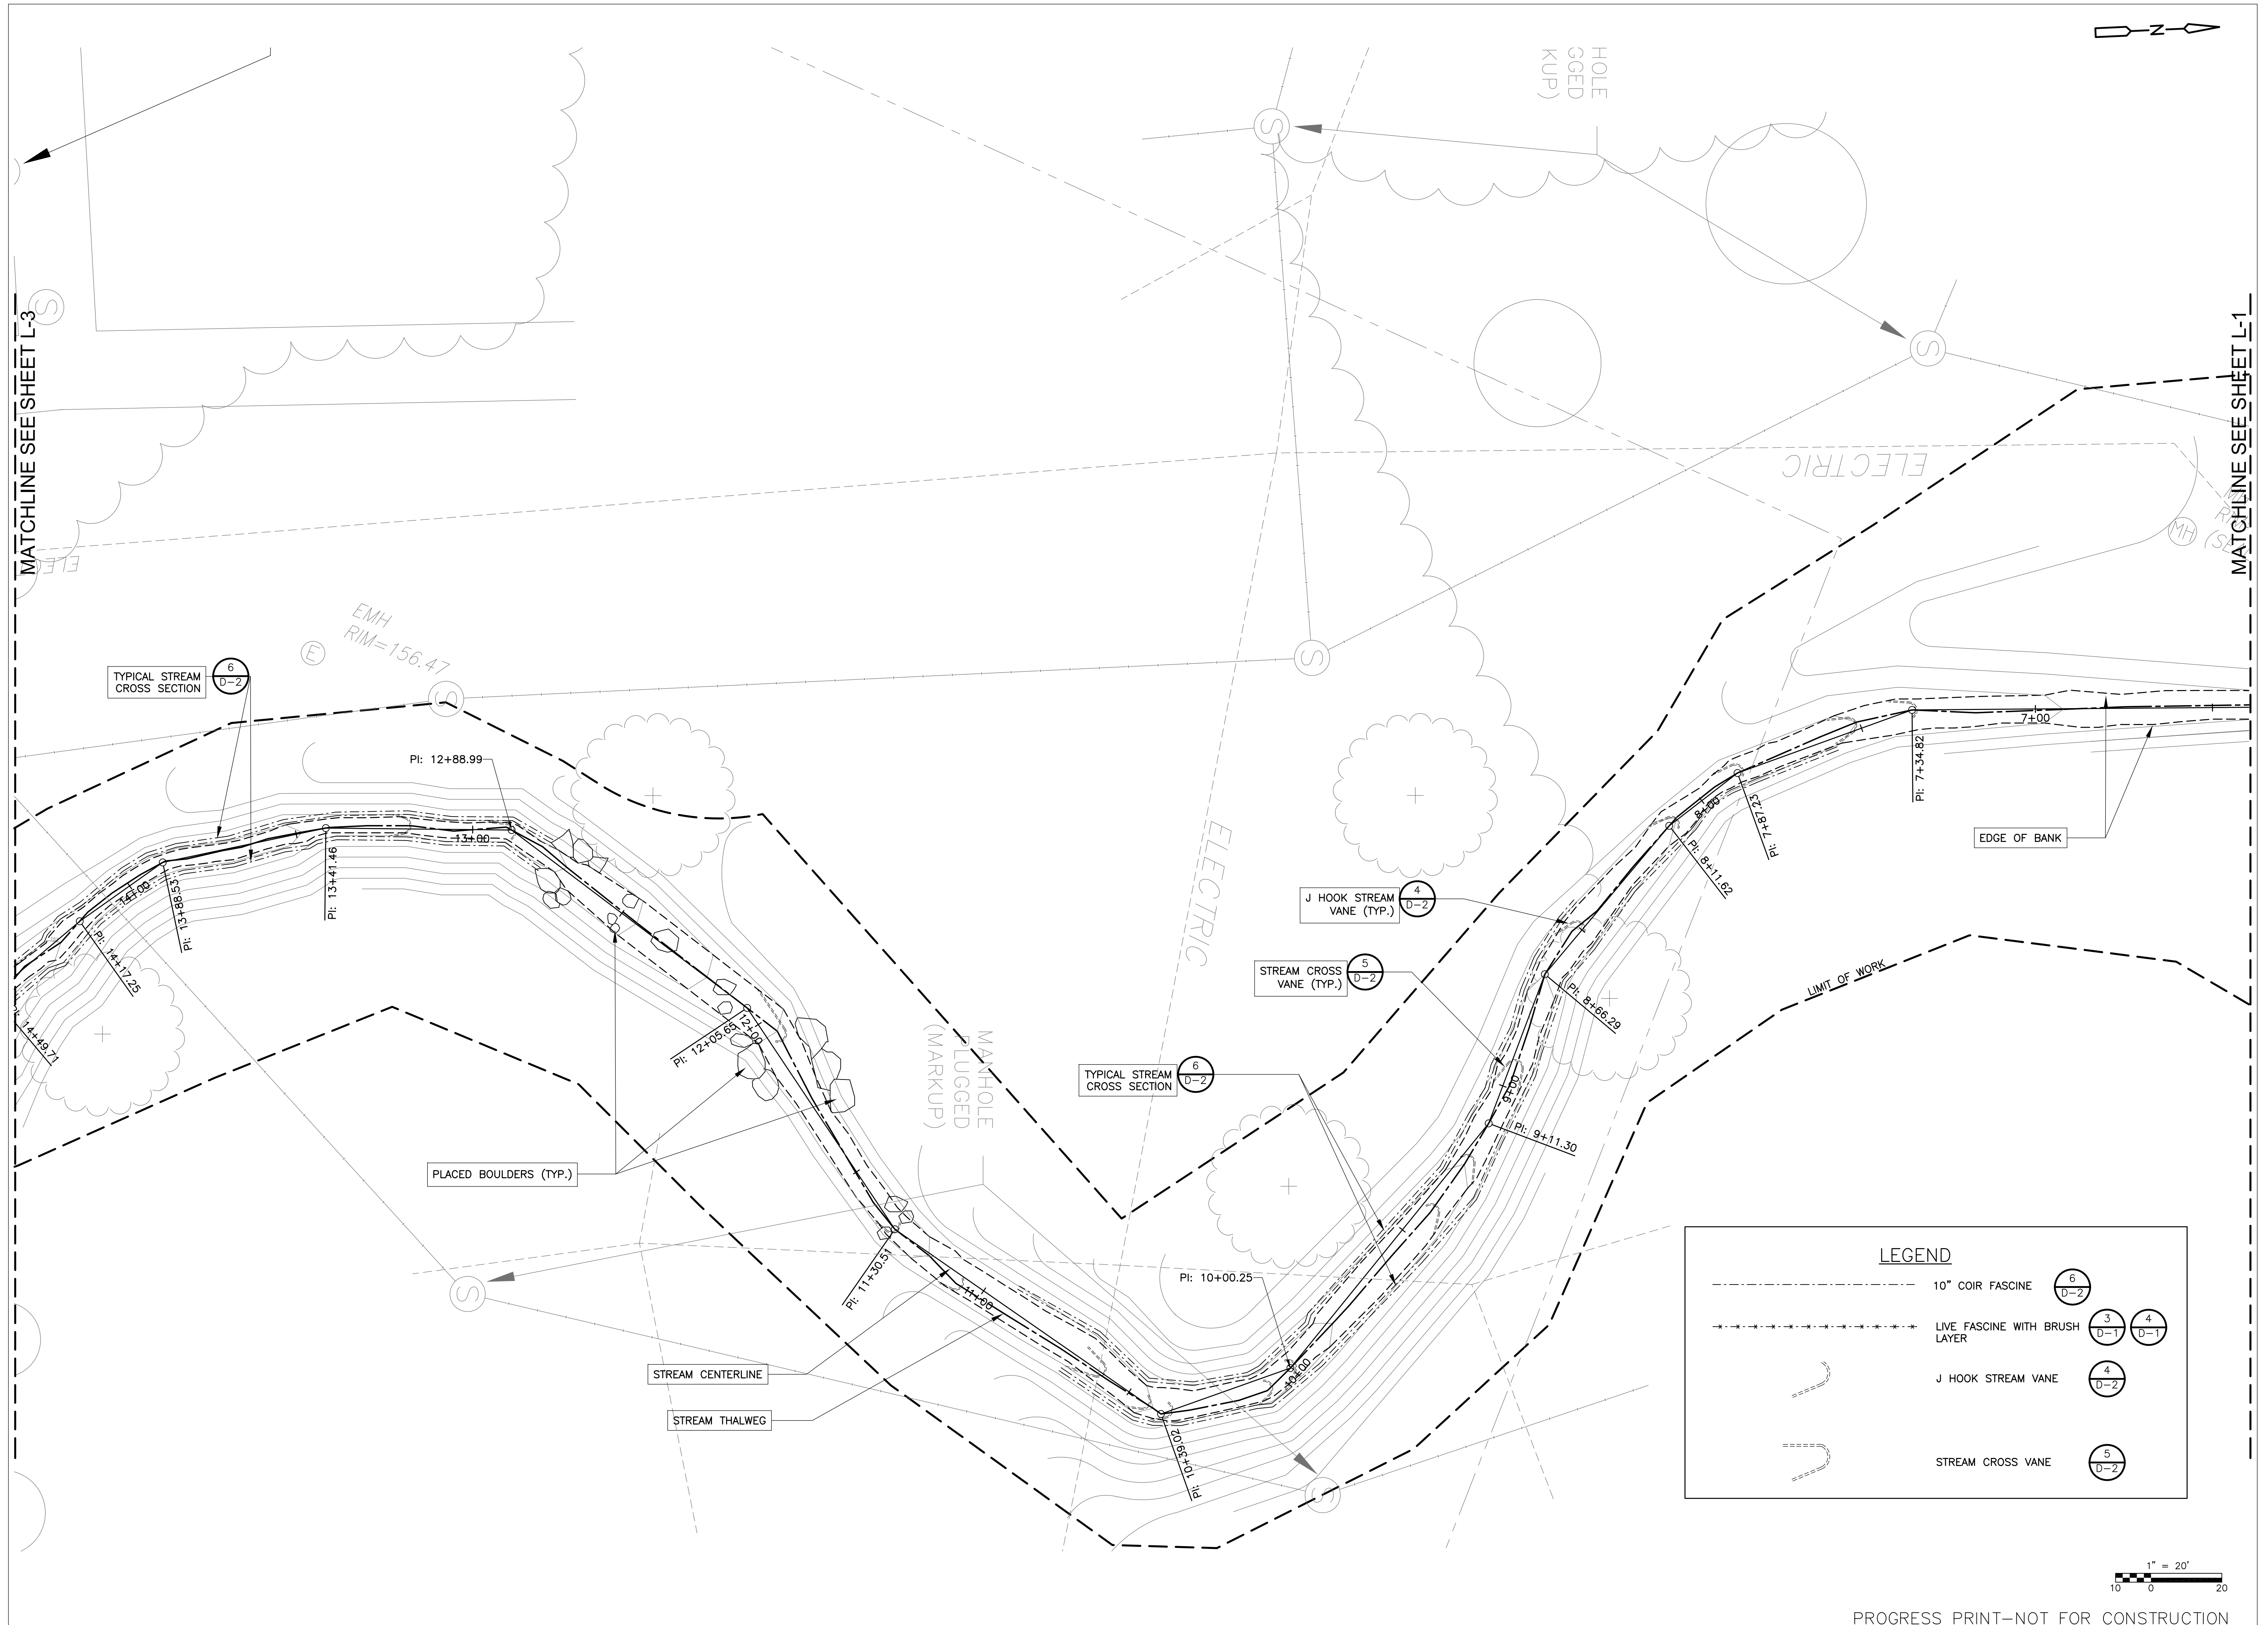 N
HOLE
GGED
KUP)
S
S
S
S
S
S
S
MATCHLINE SEE SHEET L-3
MATCHLINE SEE SHEET L-1
ELECTRIC
MH
ELEC
EMH
RIM=156.47
E
TYPICAL STREAM
CROSS SECTION
6
D-2
PI: 12+88.99
13+00
14+00
PI: 13+41.46
PI: 13+88.53
PI: 14+17.25
14+49.71
PI: 12+05.65
12+00
PLACED BOULDERS (TYP.)
PI: 11+30.51
11+00
STREAM CENTERLINE
STREAM THALWEG
MANHOLE
PLUGGED
(MARKUP)
ELECTRIC
J HOOK STREAM
VANE (TYP.)
4
D-2
STREAM CROSS
VANE (TYP.)
5
D-2
TYPICAL STREAM
CROSS SECTION
6
D-2
PI: 10+00.25
10+00
PI: 10+39.02
PI: 9+11.30
9+00
PI: 8+66.29
PI: 8+11.62
8+00
PI: 7+87.23
PI: 7+34.82
7+00
EDGE OF BANK
LIMIT OF WORK
LEGEND
10" COIR FASCINE
6
D-2
LIVE FASCINE WITH BRUSH
LAYER
3
D-1
4
D-1
J HOOK STREAM VANE
4
D-2
STREAM CROSS VANE
5
D-2
1" = 20'
10 0 20
PROGRESS PRINT-NOT FOR CONSTRUCTION